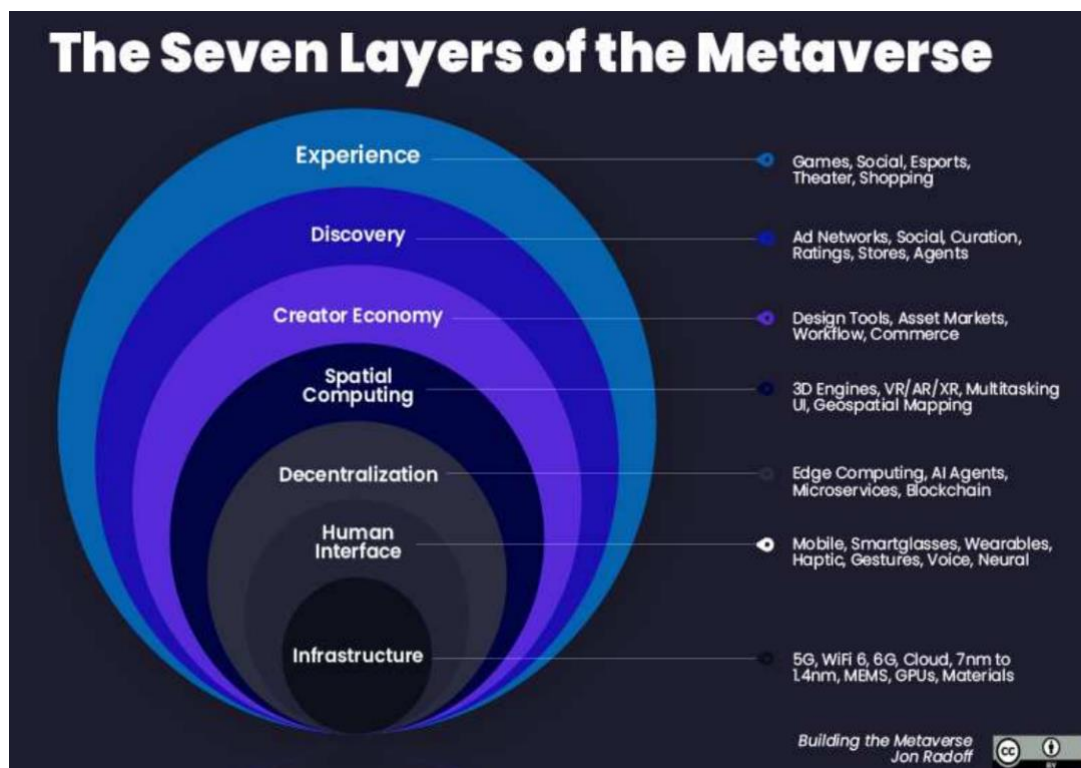 The Seven Layers of the Metaverse
Experience
Games, Social, Esports,
Theater, Shopping
Discovery
Ad Networks, Social, Curation,
Ratings, Stores, Agents
Creator Economy
Design Tools, Asset Markets,
Workflow, Commerce
Spatial
Computing
3D Engines, VR/AR/XR, Multitasking
UI, Geospatial Mapping
Decentralization
Edge Computing, AI Agents,
Microservices, Blockchain
Human
Interface
Mobile, Smartglasses, Wearables,
Haptic, Gestures, Voice, Neural
Infrastructure
5G, WiFi 6, 6G, Cloud, 7nm to
1.4nm, MEMS, GPUs, Materials
Building the Metaverse
Jon Radoff
cc
BY